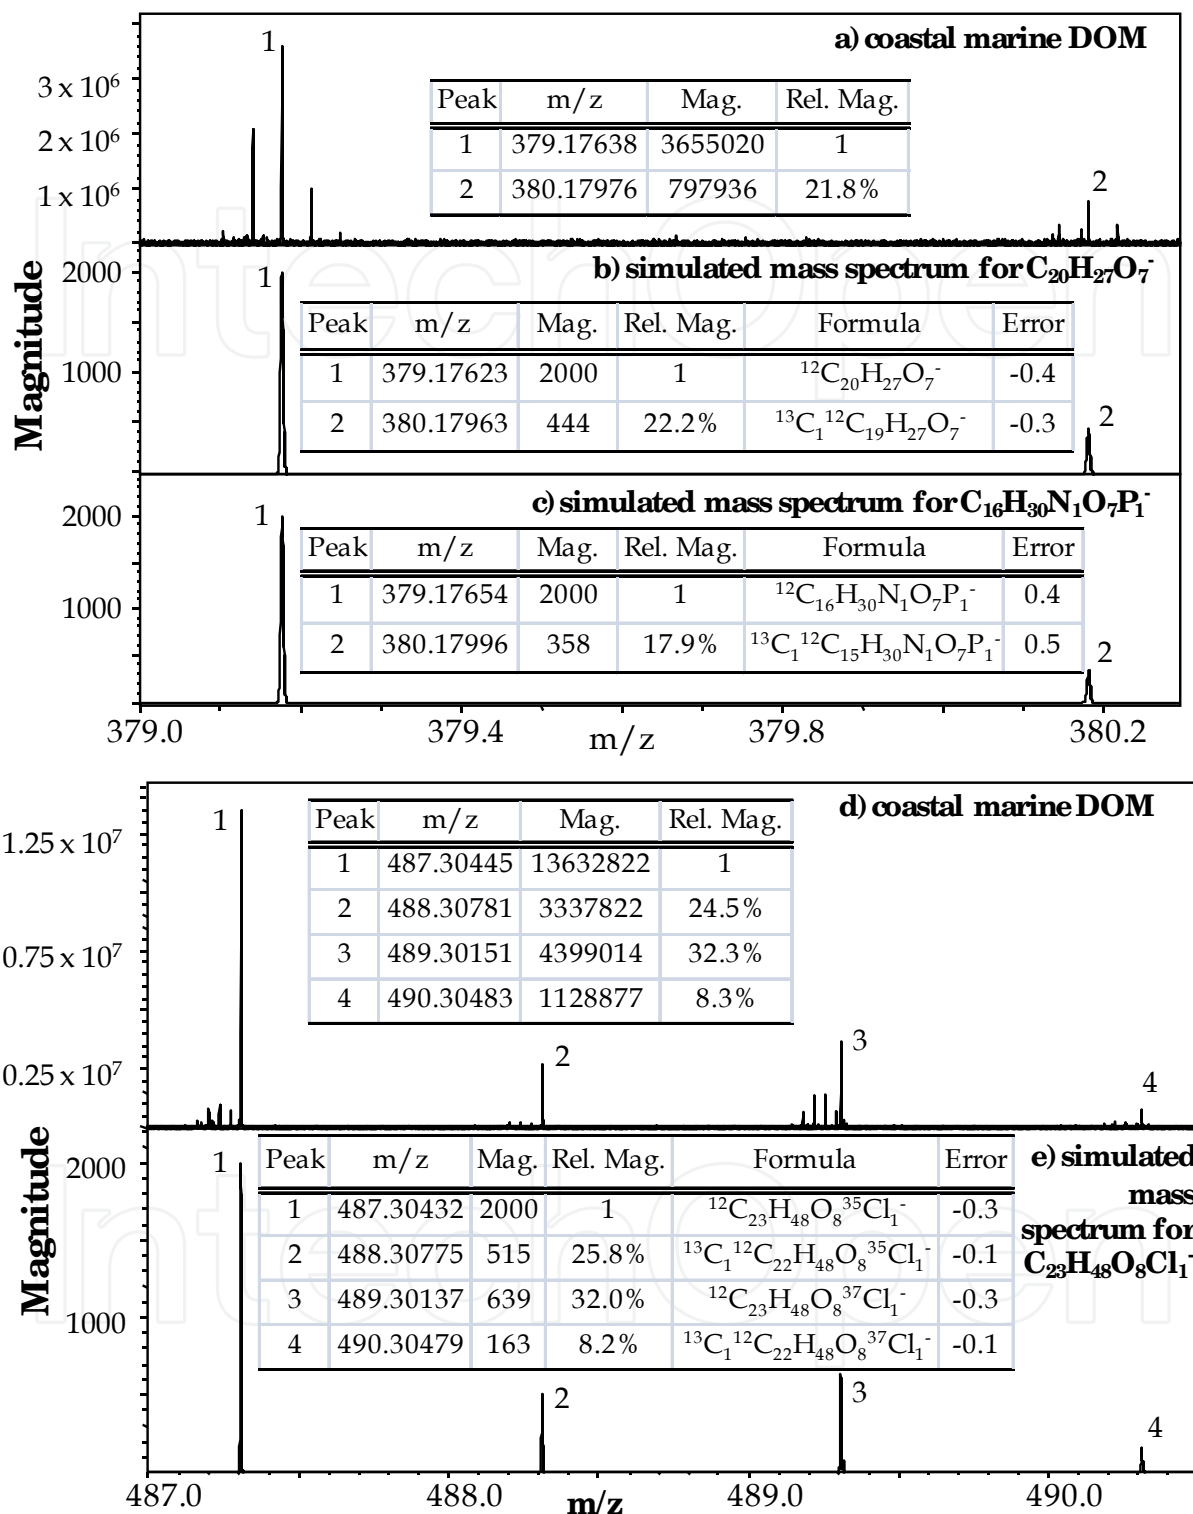 a) coastal marine DOM
1
3 x 10⁶
2 x 10⁶
1 x 10⁶
Peak m/z Mag. Rel. Mag.
1 379.17638 3655020 1
2 380.17976 797936 21.8%
2
b) simulated mass spectrum for C₂₀H₂₇O₇⁻
1
2000
1000
Magnitude
Peak m/z Mag. Rel. Mag. Formula Error
1 379.17623 2000 1 ¹²C₂₀H₂₇O₇⁻ -0.4
2 380.17963 444 22.2% ¹³C₁¹²C₁₉H₂₇O₇⁻ -0.3
2
c) simulated mass spectrum for C₁₆H₃₀N₁O₇P₁⁻
1
2000
1000
Peak m/z Mag. Rel. Mag. Formula Error
1 379.17654 2000 1 ¹²C₁₆H₃₀N₁O₇P₁⁻ 0.4
2 380.17996 358 17.9% ¹³C₁¹²C₁₅H₃₀N₁O₇P₁⁻ 0.5
2
379.0 379.4 379.8 380.2
m/z
d) coastal marine DOM
1
1.25 x 10⁷
0.75 x 10⁷
0.25 x 10⁷
Peak m/z Mag. Rel. Mag.
1 487.30445 13632822 1
2 488.30781 3337822 24.5%
3 489.30151 4399014 32.3%
4 490.30483 1128877 8.3%
2
3
4
e) simulated
mass
spectrum for
C₂₃H₄₈O₈Cl₁⁻
1
2000
1000
Magnitude
Peak m/z Mag. Rel. Mag. Formula Error
1 487.30432 2000 1 ¹²C₂₃H₄₈O₈³⁵Cl₁⁻ -0.3
2 488.30775 515 25.8% ¹³C₁¹²C₂₂H₄₈O₈³⁵Cl₁⁻ -0.1
3 489.30137 639 32.0% ¹²C₂₃H₄₈O₈³⁷Cl₁⁻ -0.3
4 490.30479 163 8.2% ¹³C₁¹²C₂₂H₄₈O₈³⁷Cl₁⁻ -0.1
2
3
4
487.0 488.0 489.0 490.0
m/z
IntechOpen
IntechOpen